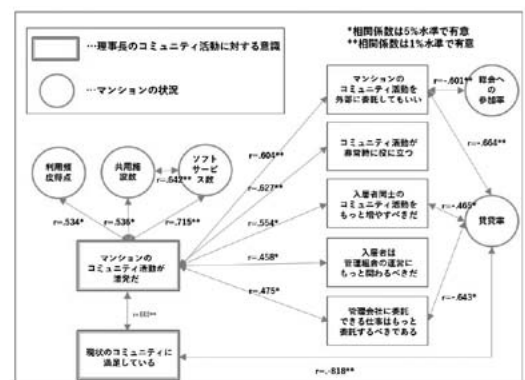 *相関係数は5%水準で有意
**相関係数は1%水準で有意
…理事長のコミュニティ活動に対する意識
…マンションの状況
マンションの
コミュニティ活動を
外部に委託してもいい
r=-.601**
総会へ
の
参加率
利用頻
度得点
共用施
設数
r=.642**
ソフト
サービ
ス数
r=.604**
コミュニティ活動が
非常時に役に立つ
r=-.664**
r=.627**
r=.534*
r=.536*
r=.715**
r=.554*
入居者同士の
コミュニティ活動を
もっと増やすべきだ
r=-.465*
賃貸率
マンションの
コミュニティ活動が
活発だ
r=.458*
入居者は
管理組合の運営に
もっと関わるべきだ
r=.475*
管理会社に委託
できる仕事はもっと
委託するべきである
r=-.643*
現状のコミュニティに
満足している
r=-.818**